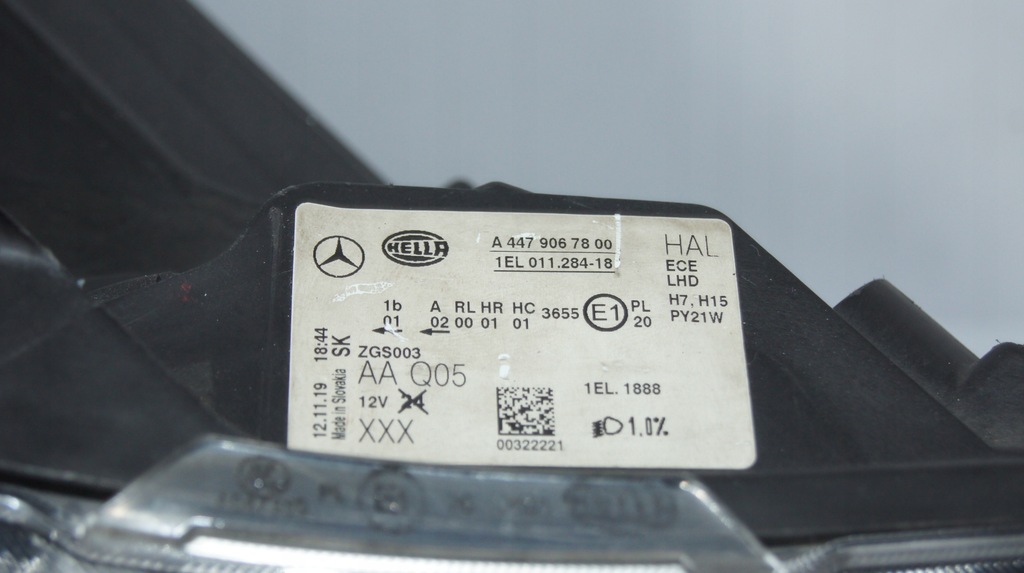 HELLA
A 447 906 78 00
1EL 011.284-18
HAL
ECE
LHD
H7, H15
PY21W
1b A RL HR HC 3655 E1 PL
01 02 00 01 01 20
ZGS003
AA Q05
12V
XXX
00322221
1EL. 1888
1.0%
12.11.19 18:44
Made in Slovakia SK